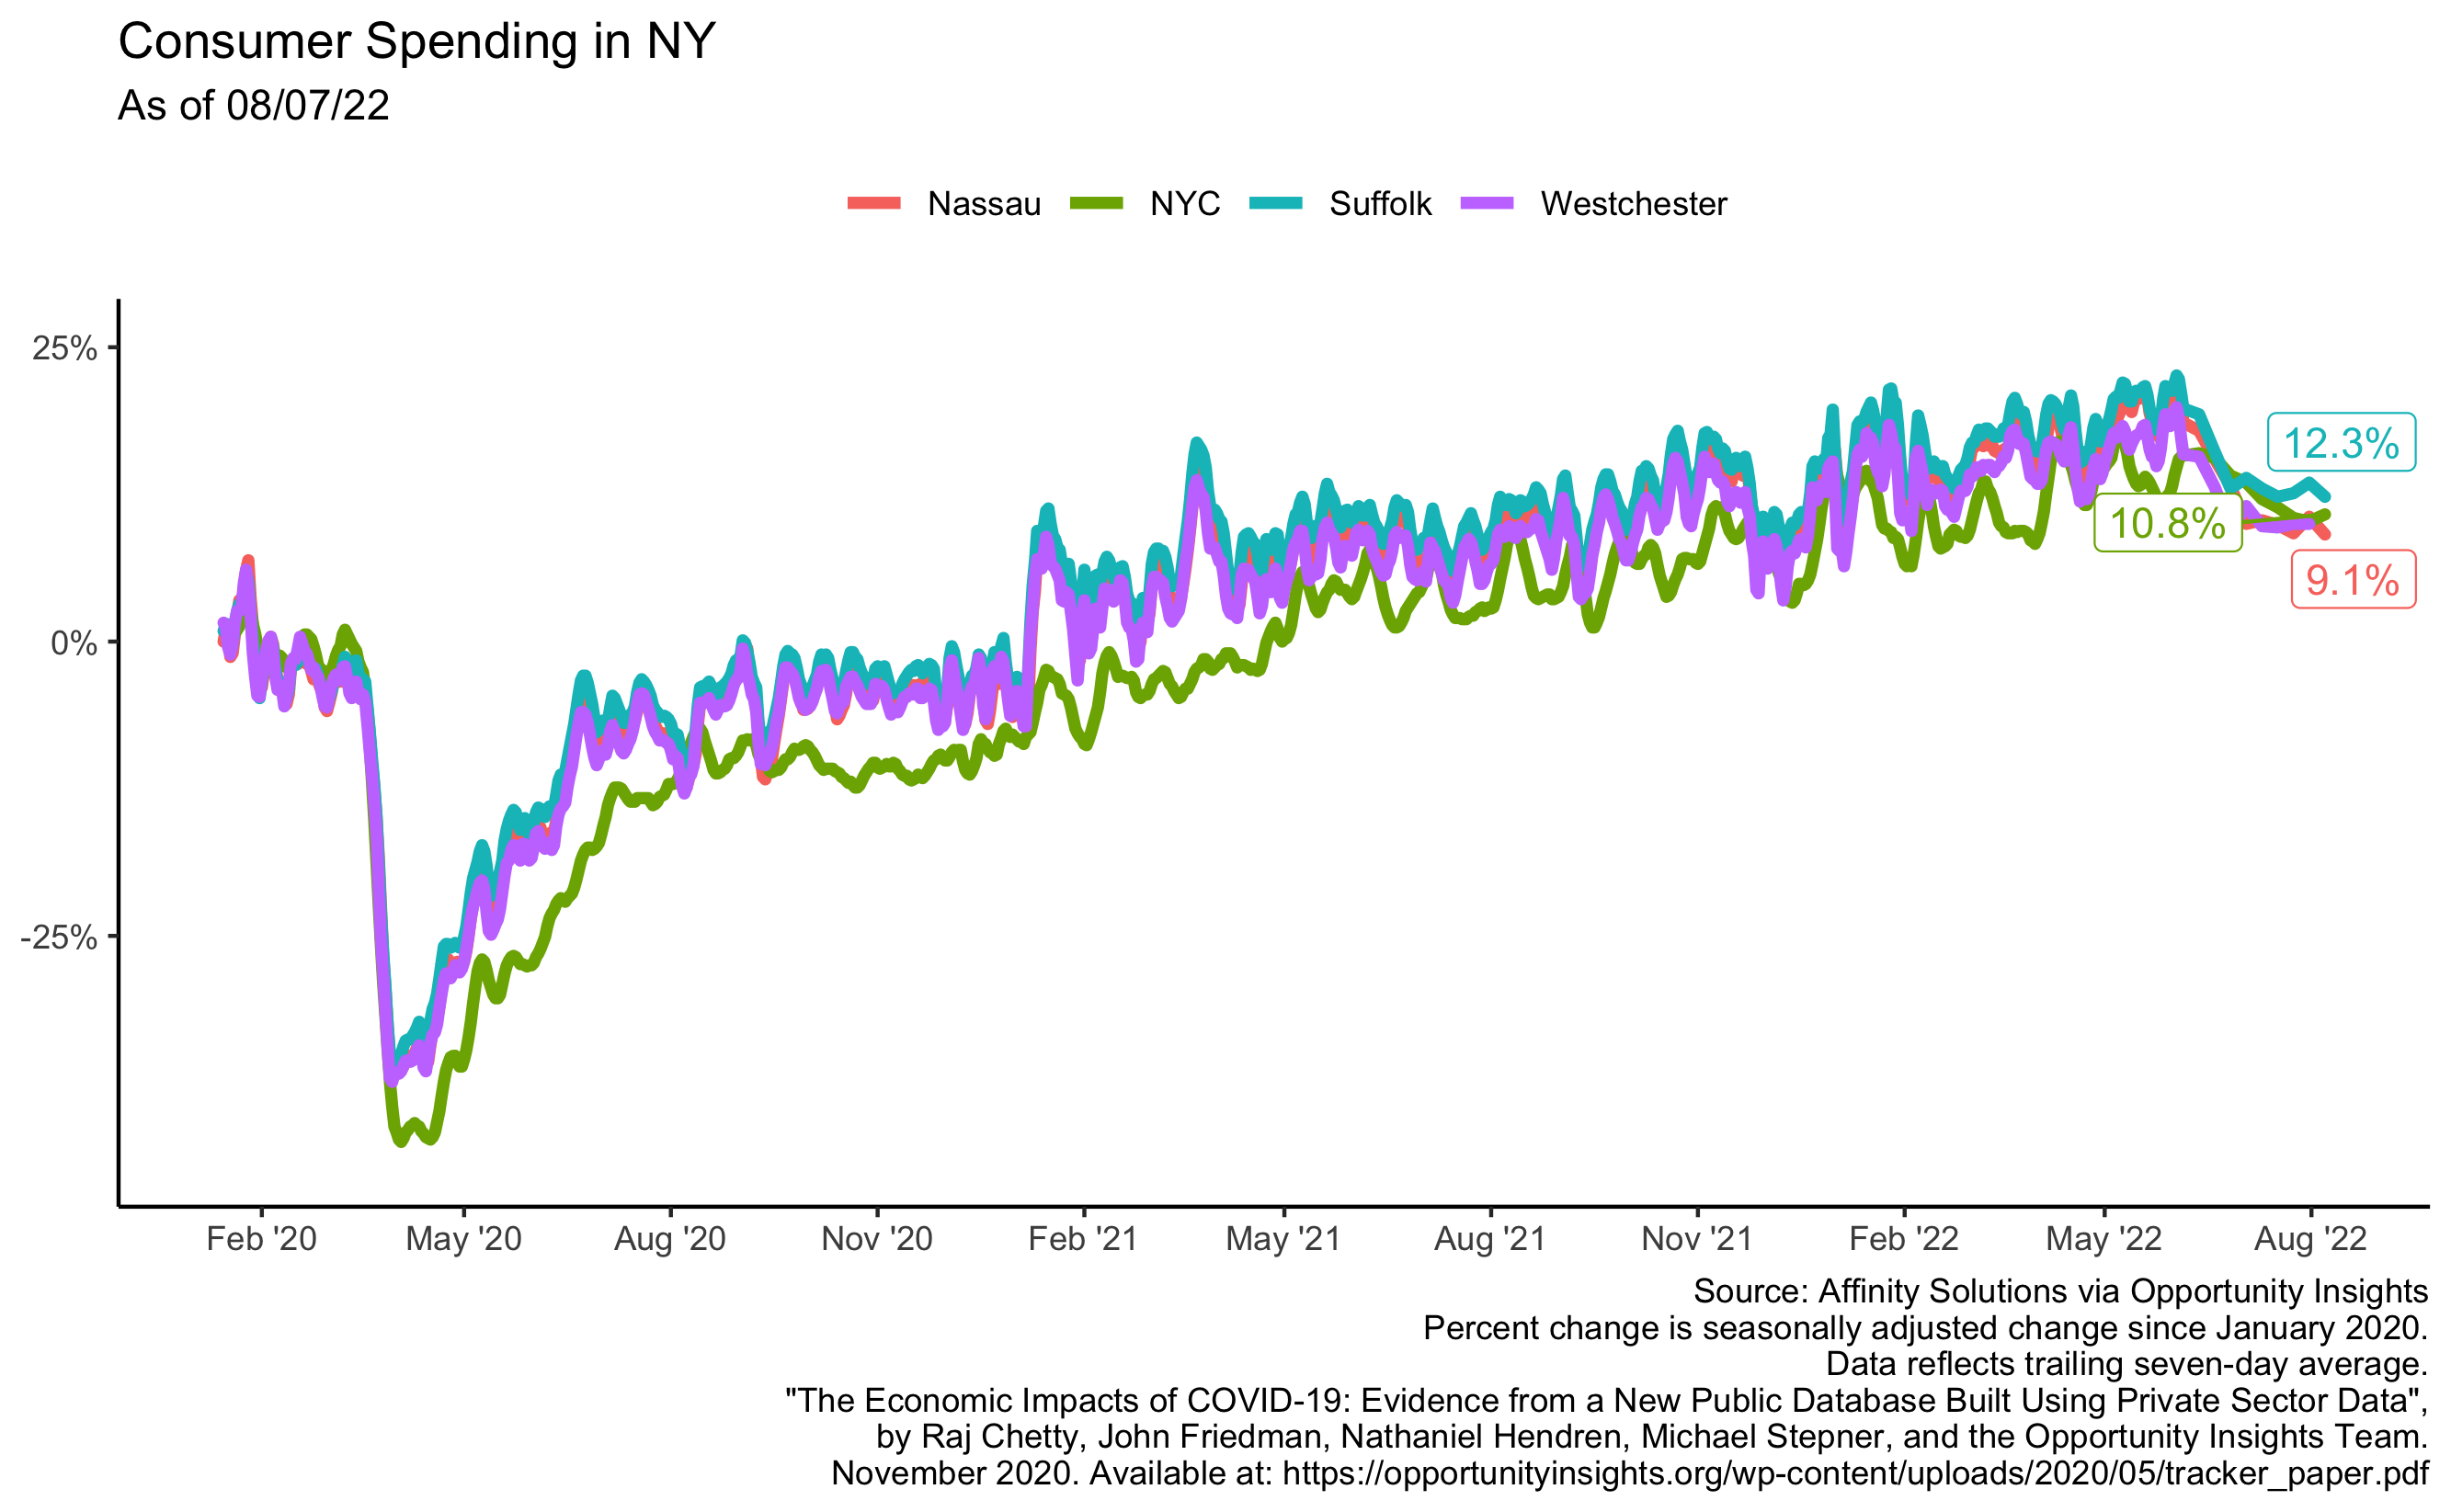 Consumer Spending in NY
As of 08/07/22
Nassau NYC Suffolk Westchester
25%
0%
-25%
12.3%
10.8%
9.1%
Feb '20 May '20 Aug '20 Nov '20 Feb '21 May '21 Aug '21 Nov '21 Feb '22 May '22 Aug '22
Source: Affinity Solutions via Opportunity Insights
Percent change is seasonally adjusted change since January 2020.
Data reflects trailing seven-day average.
"The Economic Impacts of COVID-19: Evidence from a New Public Database Built Using Private Sector Data",
by Raj Chetty, John Friedman, Nathaniel Hendren, Michael Stepner, and the Opportunity Insights Team.
November 2020. Available at: https://opportunityinsights.org/wp-content/uploads/2020/05/tracker_paper.pdf